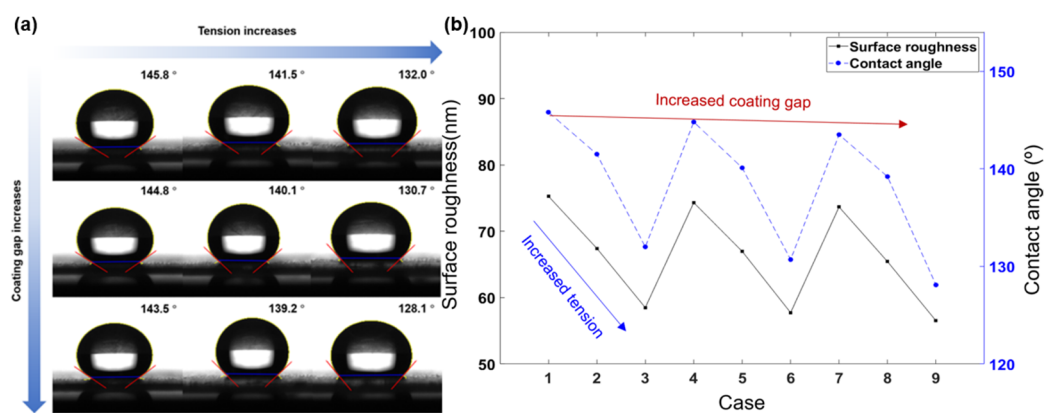 (a)
Tension increases
Coating gap increases
145.8 °
141.5 °
132.0 °
144.8 °
140.1 °
130.7 °
143.5 °
139.2 °
128.1 °
(b)
Surface roughness(nm)
100
90
80
70
60
50
Surface roughness
Contact angle
Increased coating gap
Increased tension
150
140
130
120
Contact angle (º)
1 2 3 4 5 6 7 8 9
Case